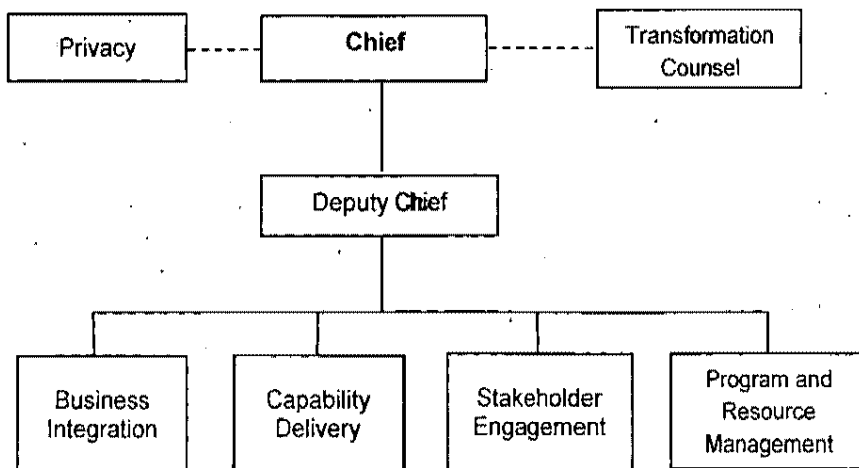 Privacy
Chief
Transformation
Counsel
Deputy Chief
Business
Integration
Capability
Delivery
Stakeholder
Engagement
Program and
Resource
Management